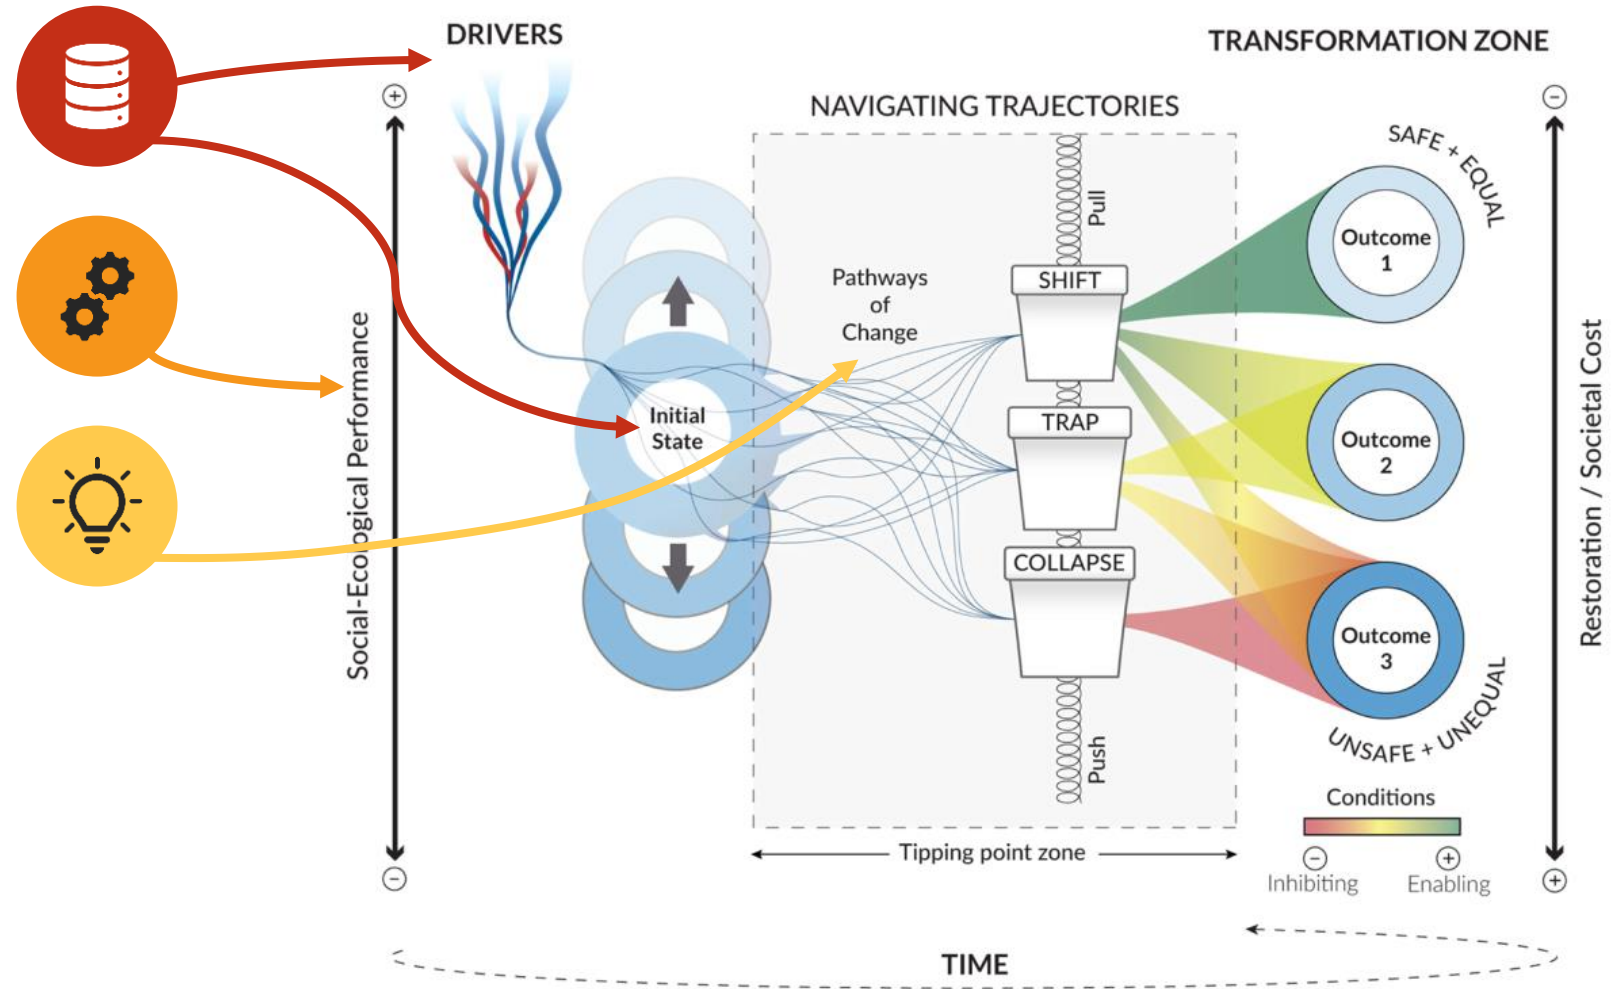 DRIVERS
TRANSFORMATION ZONE
NAVIGATING TRAJECTORIES
+
−
SAFE + EQUAL
Pull
Pathways
of
Change
SHIFT
Outcome
1
Social-Ecological Performance
Initial
State
TRAP
Outcome
2
Restoration / Societal Cost
COLLAPSE
Outcome
3
UNSAFE + UNEQUAL
Push
Conditions
Tipping point zone
−
+
Inhibiting
Enabling
−
+
TIME